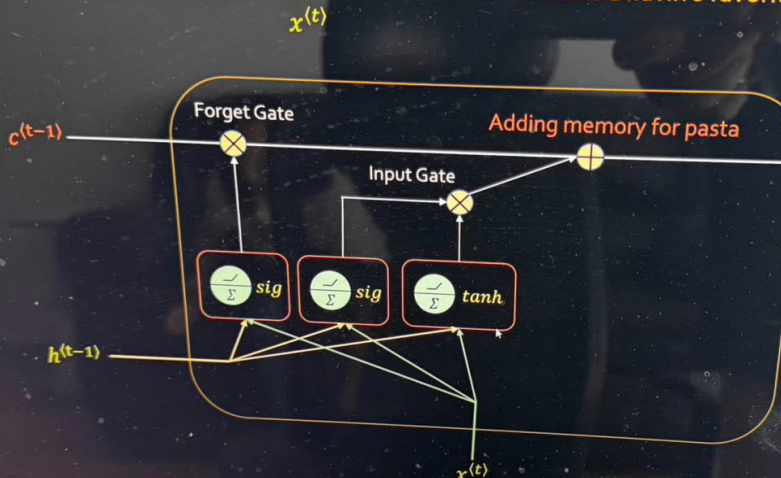 x⟨t⟩
Forget Gate
c⟨t−1⟩
Adding memory for pasta
Input Gate
Σ sig
Σ sig
Σ tanh
h⟨t−1⟩
x⟨t⟩